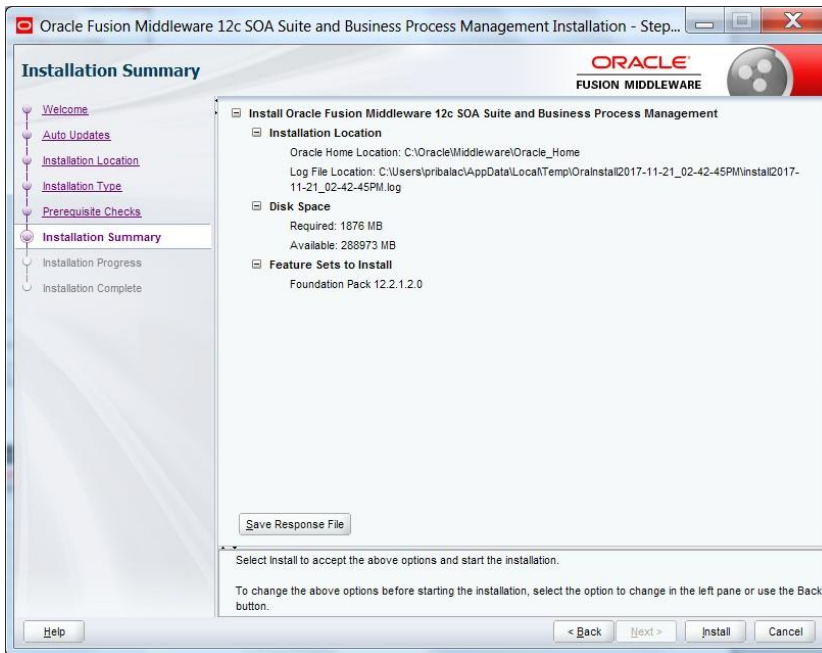 Oracle Fusion Middleware 12c SOA Suite and Business Process Management Installation - Step...
Installation Summary
ORACLE
FUSION MIDDLEWARE
Welcome
Auto Updates
Installation Location
Installation Type
Prerequisite Checks
Installation Summary
Installation Progress
Installation Complete
Install Oracle Fusion Middleware 12c SOA Suite and Business Process Management
Installation Location
Oracle Home Location: C:\Oracle\Middleware\Oracle_Home
Log File Location: C:\Users\pribalac\AppData\Local\Temp\OraInstall2017-11-21_02-42-45PM\install2017-
11-21_02-42-45PM.log
Disk Space
Required: 1876 MB
Available: 288973 MB
Feature Sets to Install
Foundation Pack 12.2.1.2.0
Save Response File
Select Install to accept the above options and start the installation.
To change the above options before starting the installation, select the option to change in the left pane or use the Back
button.
Help
< Back
Next >
Install
Cancel